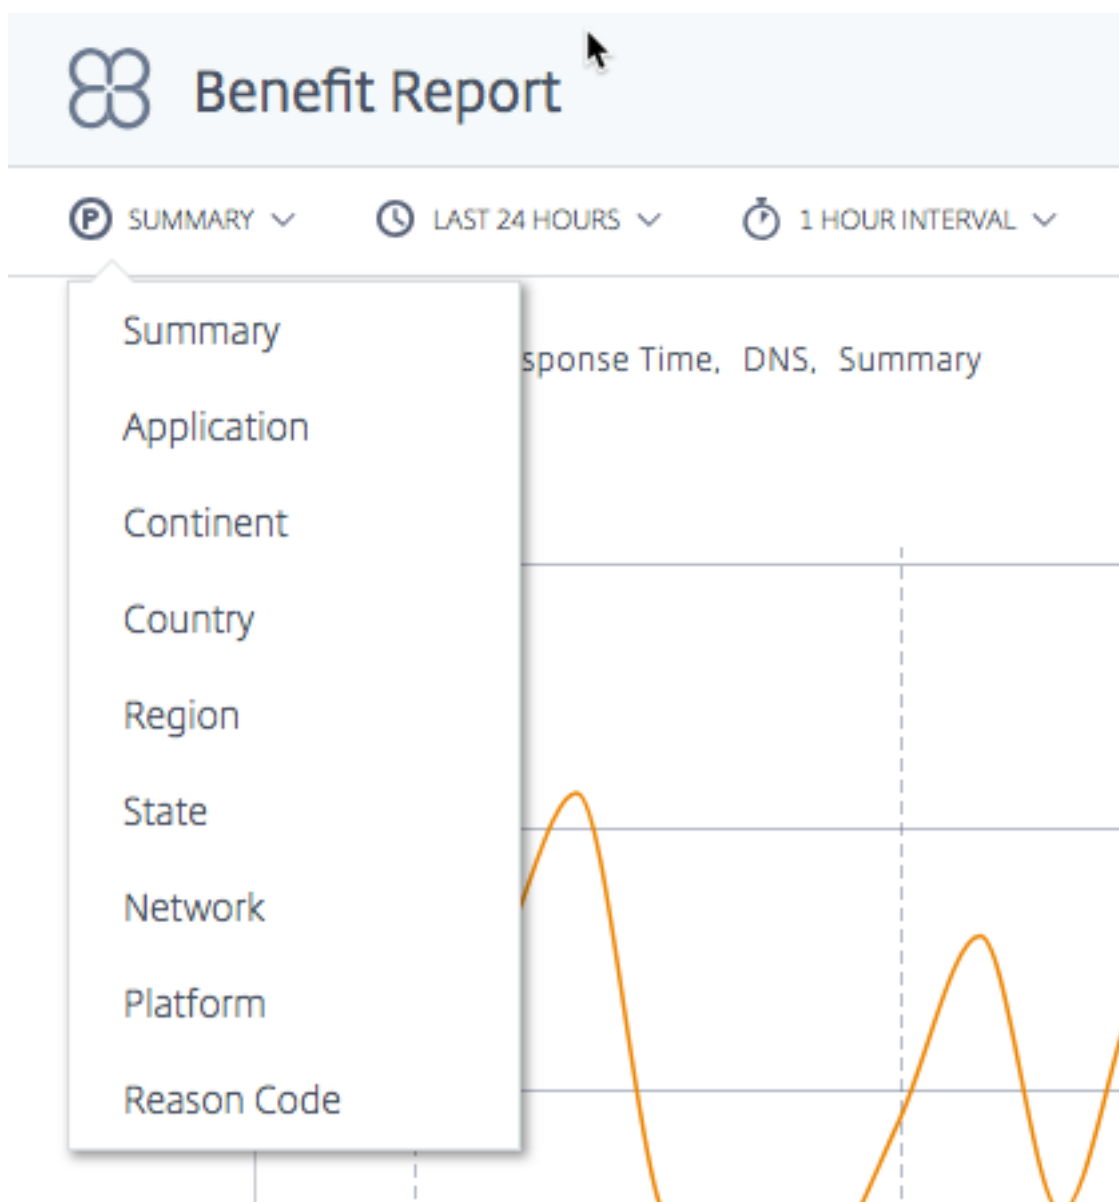 Benefit Report
SUMMARY LAST 24 HOURS 1 HOUR INTERVAL
Summary
sponse Time, DNS, Summary
Application
Continent
Country
Region
State
Network
Platform
Reason Code